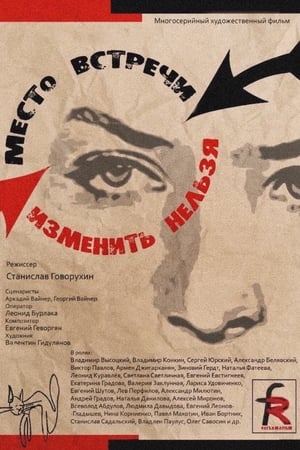 Многосерийный художественный фильм
МЕСТО ВСТРЕЧИ
ИЗМЕНИТЬ НЕЛЬЗЯ
Режиссер
Станислав Говорухин
Сценаристы
Аркадий Вайнер, Георгий Вайнер
Оператор
Леонид Бурлака
Композитор
Евгений Геворгян
Художник
Валентин Гидулянов
В ролях:
Владимир Высоцкий, Владимир Конкин, Сергей Юрский, Александр Белявский,
Виктор Павлов, Армен Джигарханян, Зиновий Гердт, Наталья Фатеева,
Леонид Куравлёв, Светлана Светличная, Евгений Евстигнеев,
Екатерина Градова, Валерия Заклунная, Лариса Удовиченко,
Евгений Шутов, Лев Перфилов, Александр Милютин,
Андрей Градов, Наталья Данилова, Алексей Миронов,
Всеволод Абдулов, Людмила Давыдова, Евгений Леонов
-Гладышев, Нина Корниенко, Павел Махотин, Иван Бортник,
Станислав Садальский, Владлен Паулус, Олег Савосин и др.